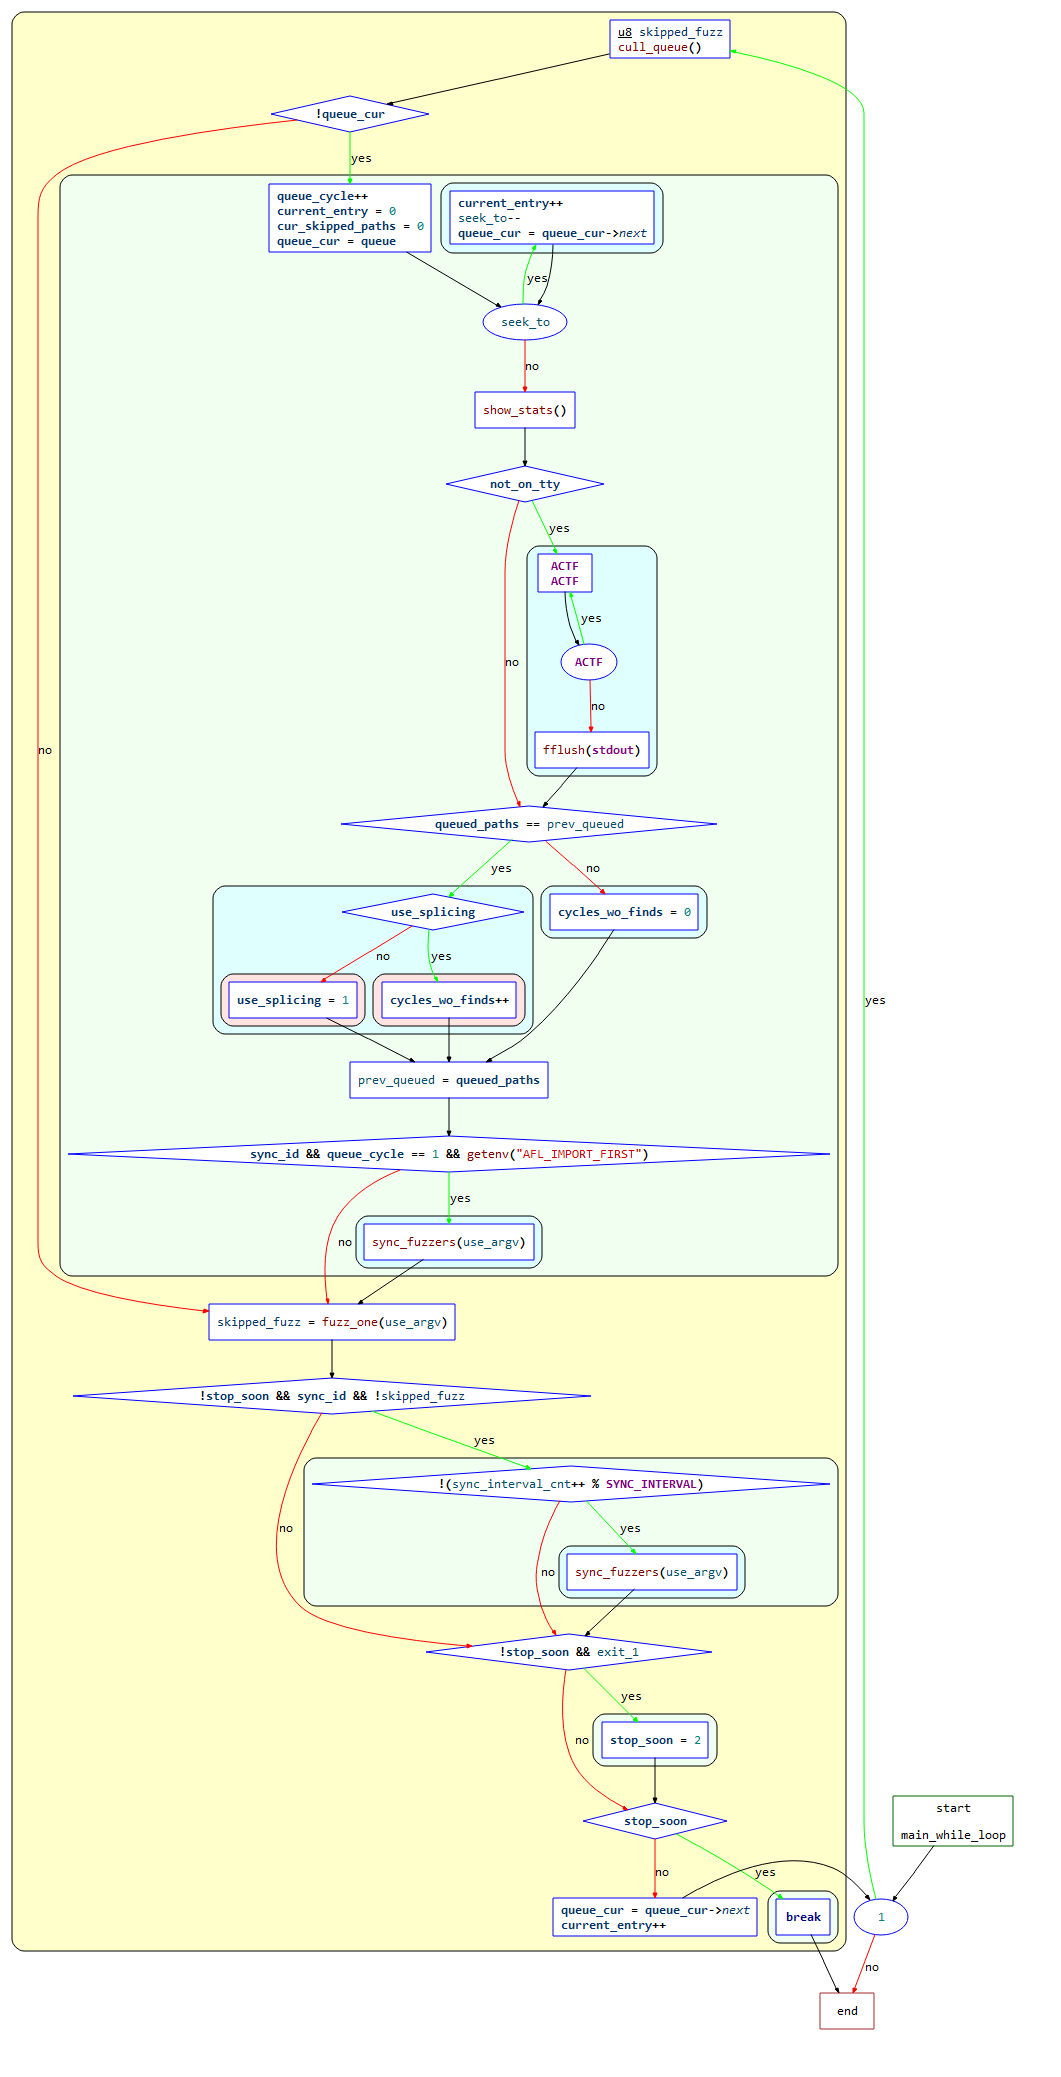 u8 skipped_fuzz
cull_queue()
!queue_cur
yes
queue_cycle++
current_entry = 0
cur_skipped_paths = 0
queue_cur = queue
current_entry++
seek_to--
queue_cur = queue_cur->next
yes
seek_to
no
show_stats()
not_on_tty
yes
ACTF
ACTF
yes
no
ACTF
no
fflush(stdout)
no
queued_paths == prev_queued
yes
no
use_splicing
cycles_wo_finds = 0
no
yes
use_splicing = 1
cycles_wo_finds++
yes
prev_queued = queued_paths
sync_id && queue_cycle == 1 && getenv("AFL_IMPORT_FIRST")
yes
no
sync_fuzzers(use_argv)
skipped_fuzz = fuzz_one(use_argv)
!stop_soon && sync_id && !skipped_fuzz
yes
!(sync_interval_cnt++ % SYNC_INTERVAL)
no
yes
no
sync_fuzzers(use_argv)
!stop_soon && exit_1
yes
no
stop_soon = 2
start
main_while_loop
stop_soon
no
yes
queue_cur = queue_cur->next
current_entry++
break
1
no
end